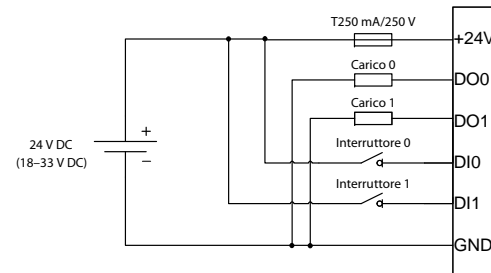 T250 mA/250 V
+24V
Carico 0
DO0
Carico 1
DO1
24 V DC
(18–33 V DC)
+
−
Interruttore 0
DI0
Interruttore 1
DI1
GND